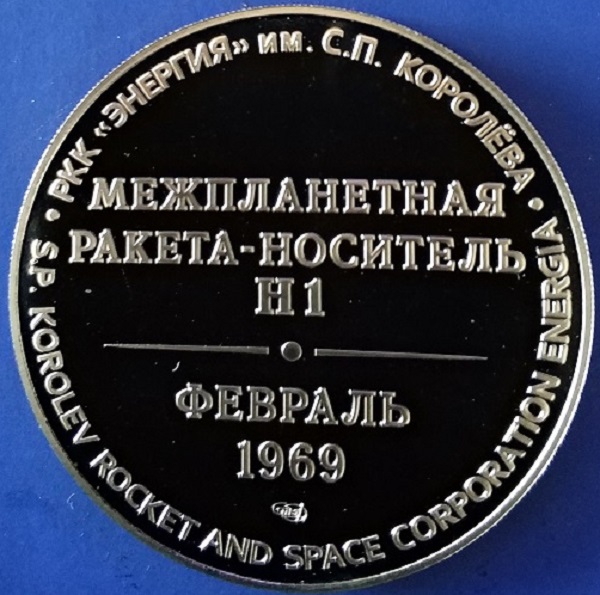 РКК «ЭНЕРГИЯ» ИМ. С.П. КОРОЛЁВА
МЕЖПЛАНЕТНАЯ
РАКЕТА-НОСИТЕЛЬ
Н1
ФЕВРАЛЬ
1969
S.P. KOROLEV ROCKET AND SPACE CORPORATION ENERGIA